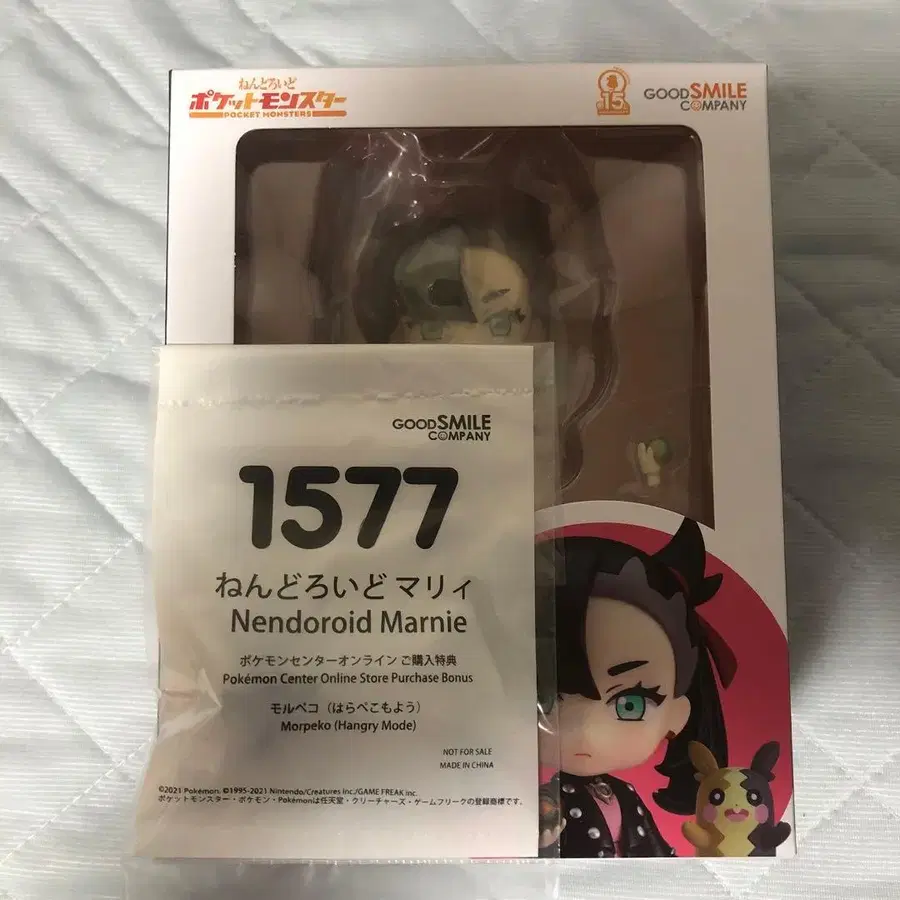 ねんどろいど
ポケットモンスター
POCKET MONSTERS
15
GOOD SMILE
COMPANY
GOOD SMILE
COMPANY
1577
ねんどろいど マリィ
Nendoroid Marnie
ポケモンセンターオンライン ご購入特典
Pokémon Center Online Store Purchase Bonus
モルペコ（はらぺこもよう）
Morpeko (Hangry Mode)
NOT FOR SALE
MADE IN CHINA
©2021 Pokémon. ©1995-2021 Nintendo/Creatures Inc./GAME FREAK inc.
ポケットモンスター・ポケモン・Pokémonは任天堂・クリーチャーズ・ゲームフリークの登録商標です。